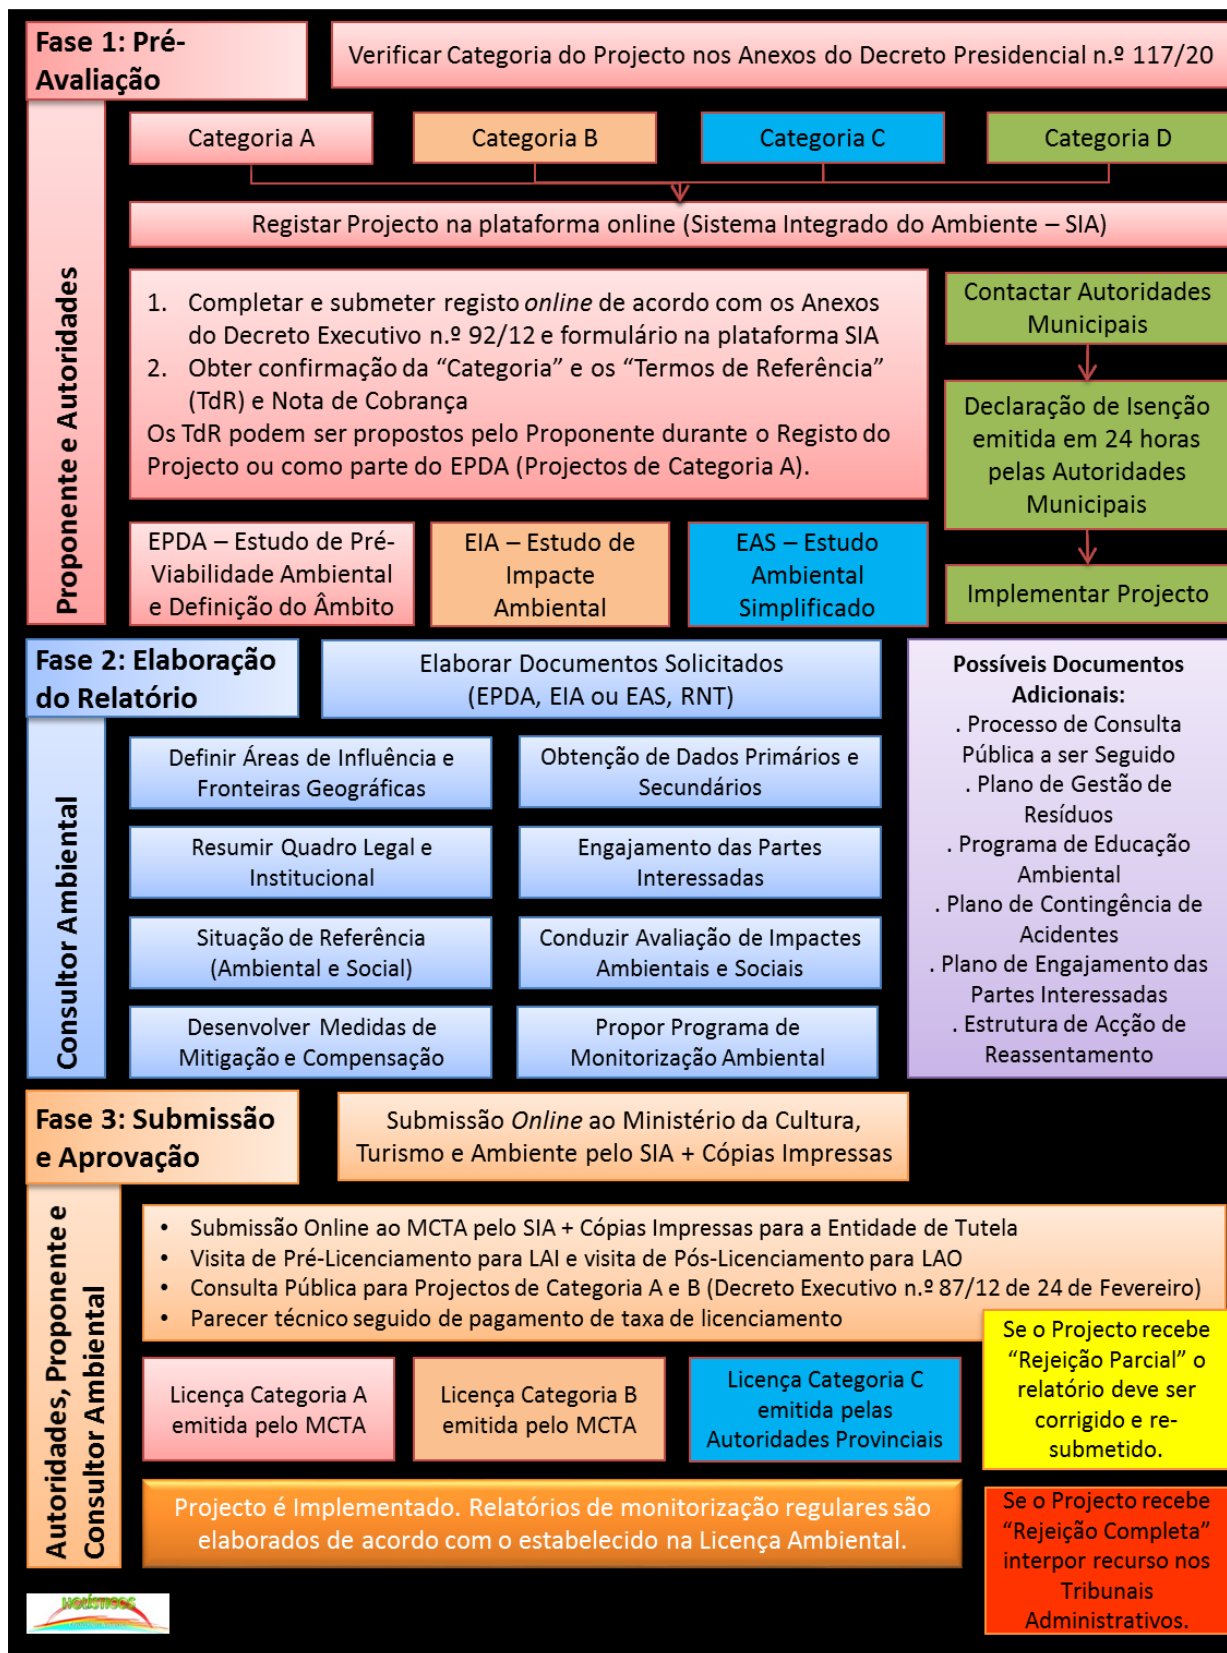 Fase 1: Pré-
Avaliação
Verificar Categoria do Projecto nos Anexos do Decreto Presidencial n.º 117/20
Proponente e Autoridades
Categoria A
Categoria B
Categoria C
Categoria D
Registar Projecto na plataforma online (Sistema Integrado do Ambiente – SIA)
1. Completar e submeter registo online de acordo com os Anexos
do Decreto Executivo n.º 92/12 e formulário na plataforma SIA
2. Obter confirmação da “Categoria” e os “Termos de Referência”
(TdR) e Nota de Cobrança
Os TdR podem ser propostos pelo Proponente durante o Registo do
Projecto ou como parte do EPDA (Projectos de Categoria A).
Contactar Autoridades
Municipais
Declaração de Isenção
emitida em 24 horas
pelas Autoridades
Municipais
Implementar Projecto
EPDA – Estudo de Pré-
Viabilidade Ambiental
e Definição do Âmbito
EIA – Estudo de
Impacte
Ambiental
EAS – Estudo
Ambiental
Simplificado
Fase 2: Elaboração
do Relatório
Elaborar Documentos Solicitados
(EPDA, EIA ou EAS, RNT)
Consultor Ambiental
Definir Áreas de Influência e
Fronteiras Geográficas
Obtenção de Dados Primários e
Secundários
Resumir Quadro Legal e
Institucional
Engajamento das Partes
Interessadas
Situação de Referência
(Ambiental e Social)
Conduzir Avaliação de Impactes
Ambientais e Sociais
Desenvolver Medidas de
Mitigação e Compensação
Propor Programa de
Monitorização Ambiental
Possíveis Documentos
Adicionais:
. Processo de Consulta
Pública a ser Seguido
. Plano de Gestão de
Resíduos
. Programa de Educação
Ambiental
. Plano de Contingência de
Acidentes
. Plano de Engajamento das
Partes Interessadas
. Estrutura de Acção de
Reassentamento
Fase 3: Submissão
e Aprovação
Submissão Online ao Ministério da Cultura,
Turismo e Ambiente pelo SIA + Cópias Impressas
Autoridades, Proponente e
Consultor Ambiental
• Submissão Online ao MCTA pelo SIA + Cópias Impressas para a Entidade de Tutela
• Visita de Pré-Licenciamento para LAI e visita de Pós-Licenciamento para LAO
• Consulta Pública para Projectos de Categoria A e B (Decreto Executivo n.º 87/12 de 24 de Fevereiro)
• Parecer técnico seguido de pagamento de taxa de licenciamento
Licença Categoria A
emitida pelo MCTA
Licença Categoria B
emitida pelo MCTA
Licença Categoria C
emitida pelas
Autoridades Provinciais
Se o Projecto recebe
“Rejeição Parcial” o
relatório deve ser
corrigido e re-
submetido.
Projecto é Implementado. Relatórios de monitorização regulares são
elaborados de acordo com o estabelecido na Licença Ambiental.
Se o Projecto recebe
“Rejeição Completa”
interpor recurso nos
Tribunais
Administrativos.
HOLÍSTICOS